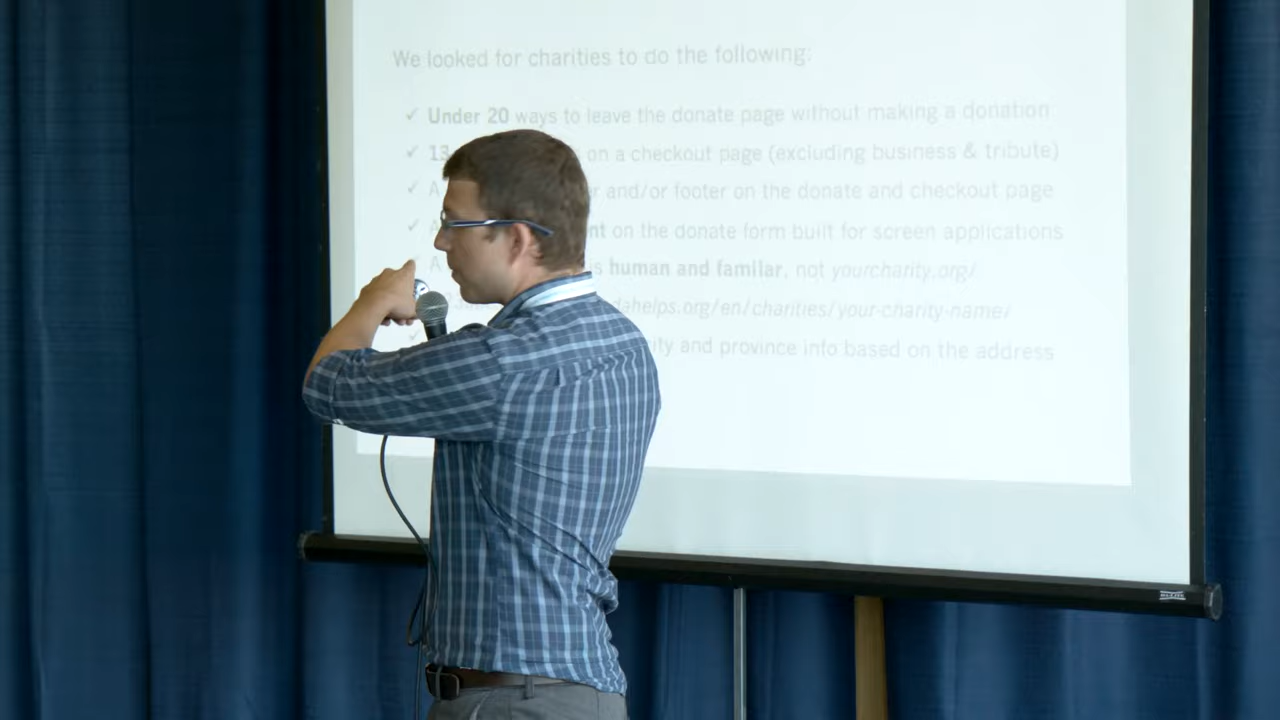 We looked for charities to do the following:
✓ Under 20 ways to leave the donate page without making a donation
✓ 13 on a checkout page (excluding business & tribute)
✓ A and/or footer on the donate and checkout page
✓ on the donate form built for screen applications
A human and familar, not yourcharity.org/
dahelps.org/en/charities/your-charity-name/
and province info based on the address